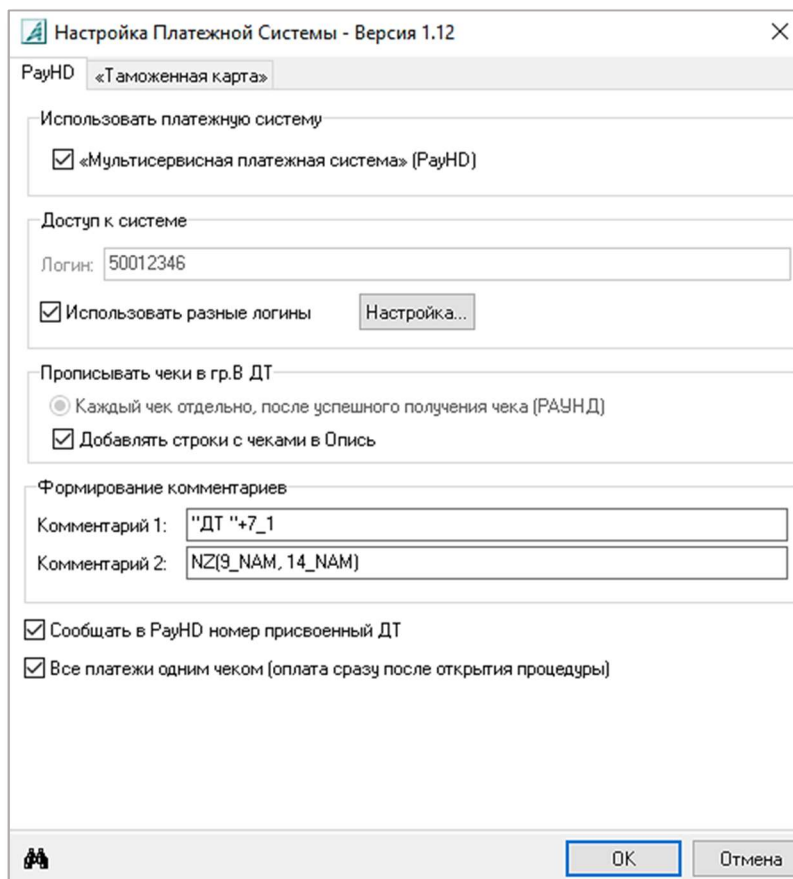 Настройка Платежной Системы - Версия 1.12
PayHD «Таможенная карта»
Использовать платежную систему
«Мультисервисная платежная система» (PayHD)
Доступ к системе
Логин: 50012346
Использовать разные логины Настройка...
Прописывать чеки в гр.В ДТ
Каждый чек отдельно, после успешного получения чека (РАУНД)
Добавлять строки с чеками в Опись
Формирование комментариев
Комментарий 1: "ДТ "+7_1
Комментарий 2: NZ(9_NAM, 14_NAM)
Сообщать в PayHD номер присвоенный ДТ
Все платежи одним чеком (оплата сразу после открытия процедуры)
OK Отмена